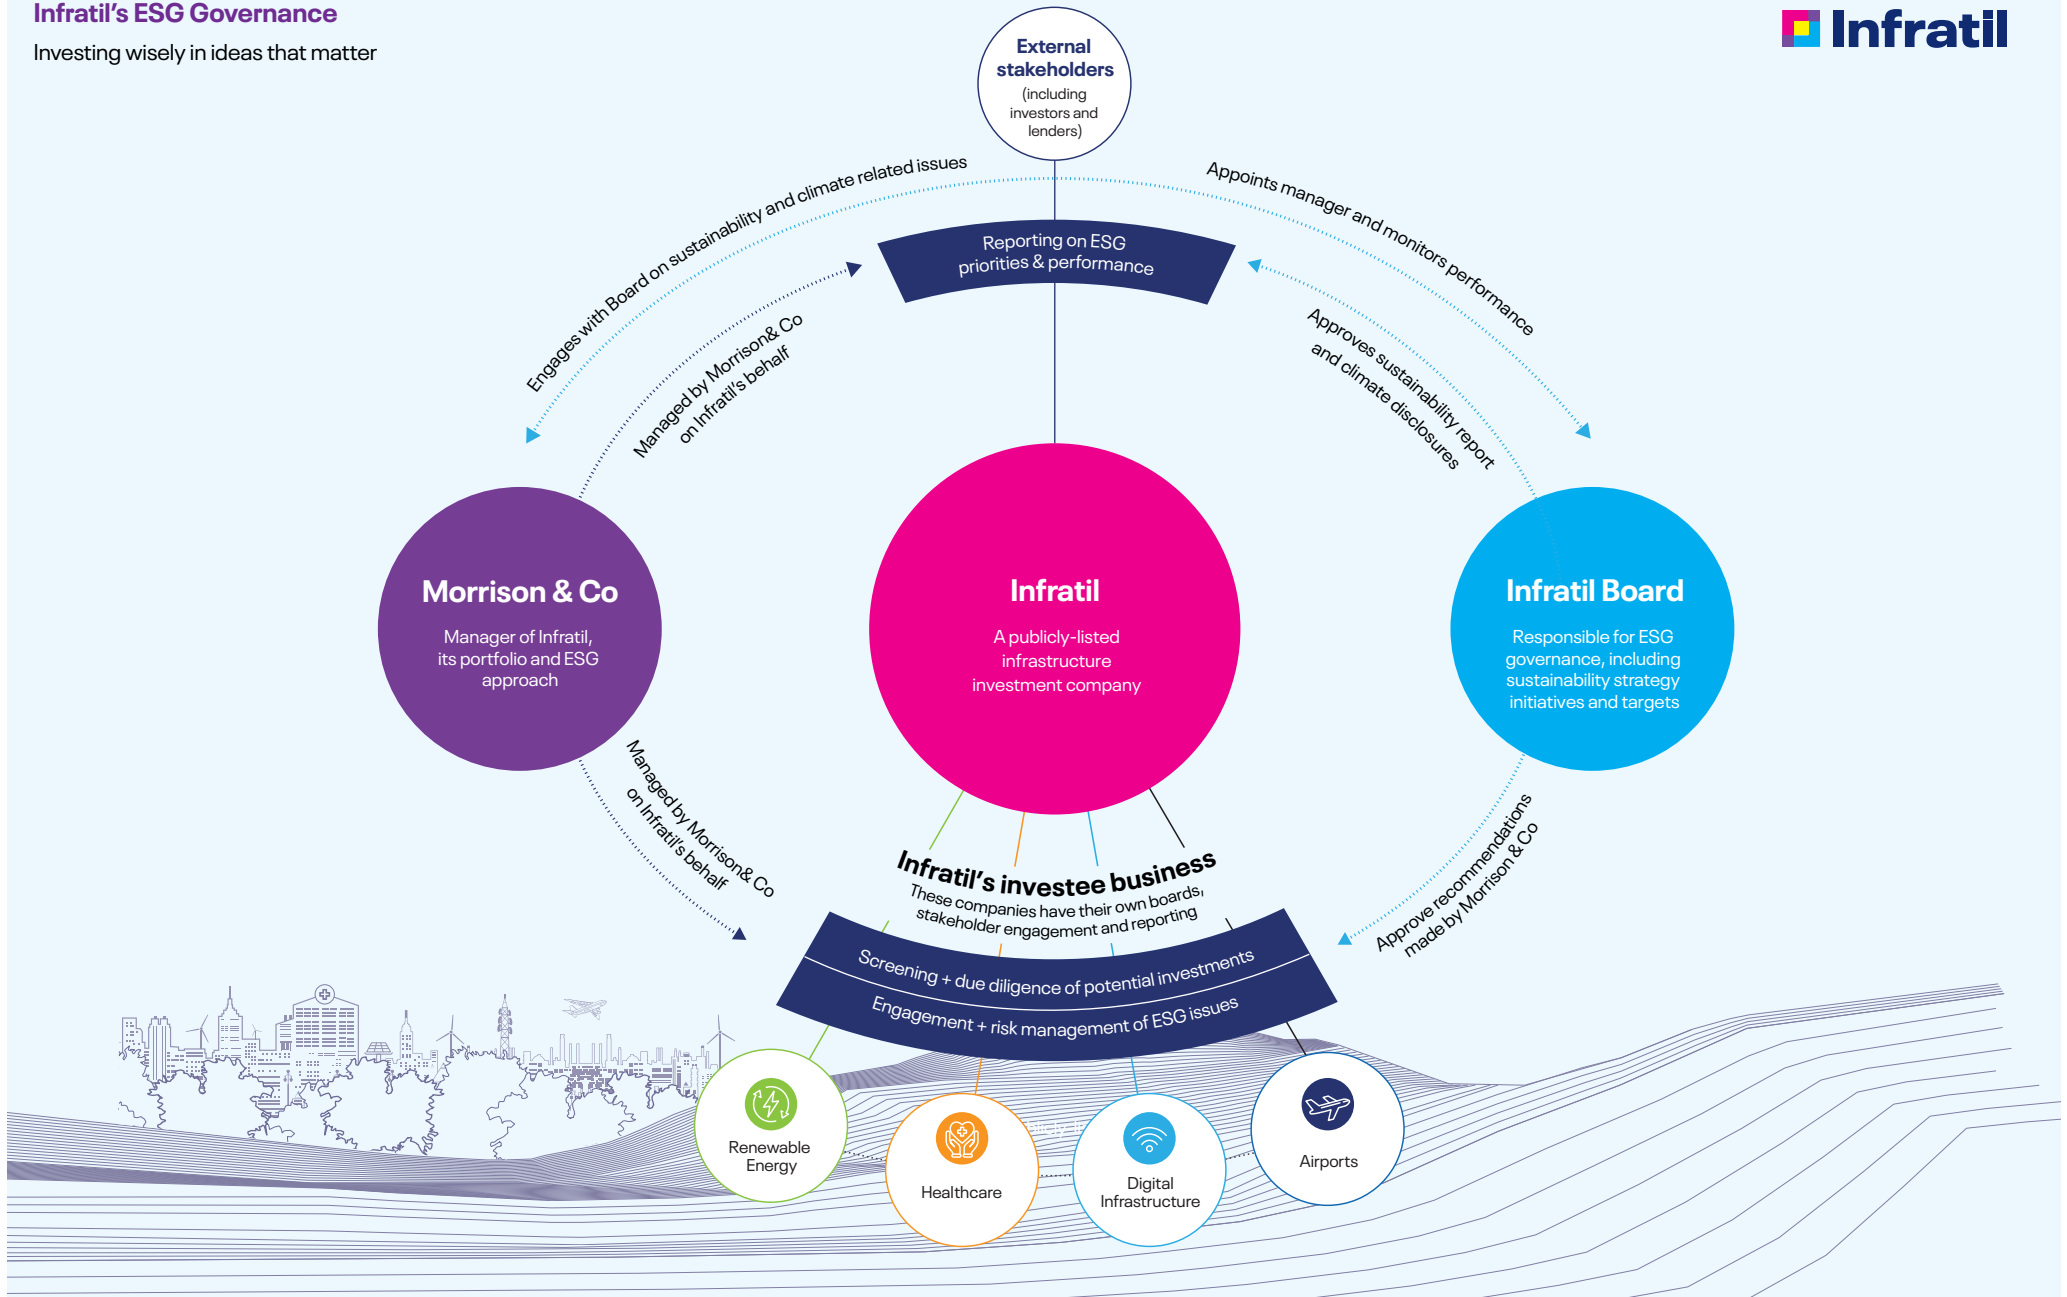 Infratil's ESG Governance
Investing wisely in ideas that matter
Infratil
External
stakeholders
(including
investors and
lenders)
Engages with Board on sustainability and climate related issues
Appoints manager and monitors performance
Reporting on ESG
priorities & performance
Managed by Morrison& Co
on Infratil's behalf
Approves sustainability report
and climate disclosures
Morrison & Co
Manager of Infratil,
its portfolio and ESG
approach
Infratil
A publicly-listed
infrastructure
investment company
Infratil Board
Responsible for ESG
governance, including
sustainability strategy
initiatives and targets
Managed by Morrison& Co
on Infratil's behalf
Approve recommendations
made by Morrison & Co
Infratil's investee business
These companies have their own boards,
stakeholder engagement and reporting
Screening + due diligence of potential investments
Engagement + risk management of ESG issues
Renewable
Energy
Healthcare
Digital
Infrastructure
Airports